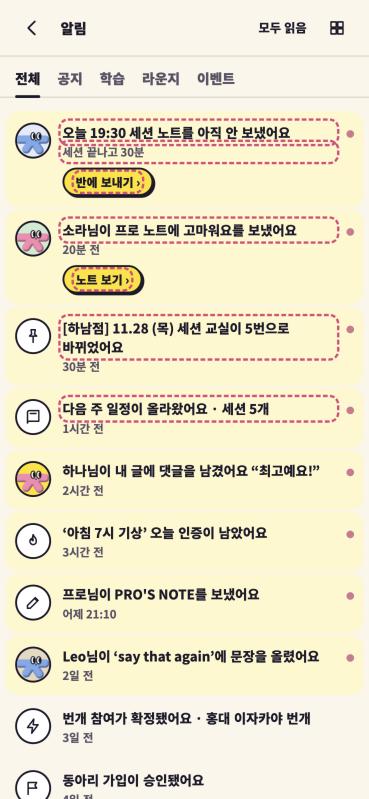 알림
모두 읽음
전체 공지 학습 라운지 이벤트
오늘 19:30 세션 노트를 아직 안 보냈어요
세션 끝나고 30분
반에 보내기 ›
소라님이 프로 노트에 고마워요를 보냈어요
20분 전
노트 보기 ›
[하남점] 11.28 (목) 세션 교실이 5번으로
바뀌었어요
30분 전
다음 주 일정이 올라왔어요 · 세션 5개
1시간 전
하나님이 내 글에 댓글을 남겼어요 “최고예요!”
2시간 전
‘아침 7시 기상’ 오늘 인증이 남았어요
3시간 전
프로님이 PRO'S NOTE를 보냈어요
어제 21:10
Leo님이 ‘say that again’에 문장을 올렸어요
2일 전
번개 참여가 확정됐어요 · 홍대 이자카야 번개
3일 전
동아리 가입이 승인됐어요
4일 전